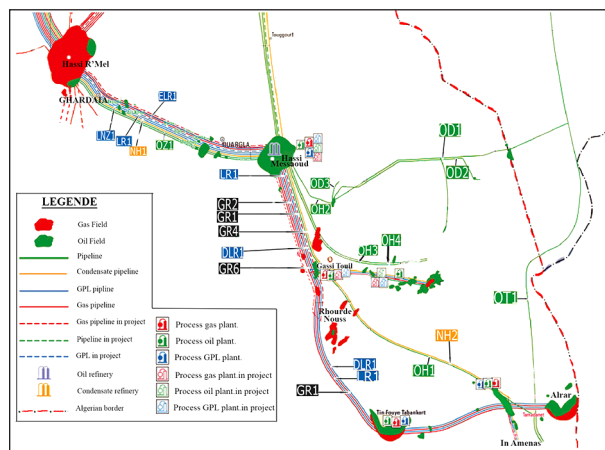 Touggourt
Hassi R'Mel
GHARDAIA
ELR1
LNZ1
LR1
NH1
OZ1
OUARGLA
Hassi
Messaoud
LR1
OD1
OD2
OD3
OH2
GR2
GR1
GR4
DLR1
GR6
OH3
OH4
Gassi Touil
Rhourde
Nouss
OT1
NH2
OH1
DLR1
LR1
GR1
Tin Fouye Tabankort
Alrar
In Amenas
LEGENDE
Gas Field
Oil Field
Pipeline
Condensate pipeline
GPL pipline
Gas pipeline
Gas pipeline in project
Pipeline in project
GPL in project
Oil refinery
Condensate refinery
Algerian border
Process gas plant.
Process oil plant.
Process GPL plant.
Process gas plant.in project
Process oil plant.in project
Process GPL plant.in project